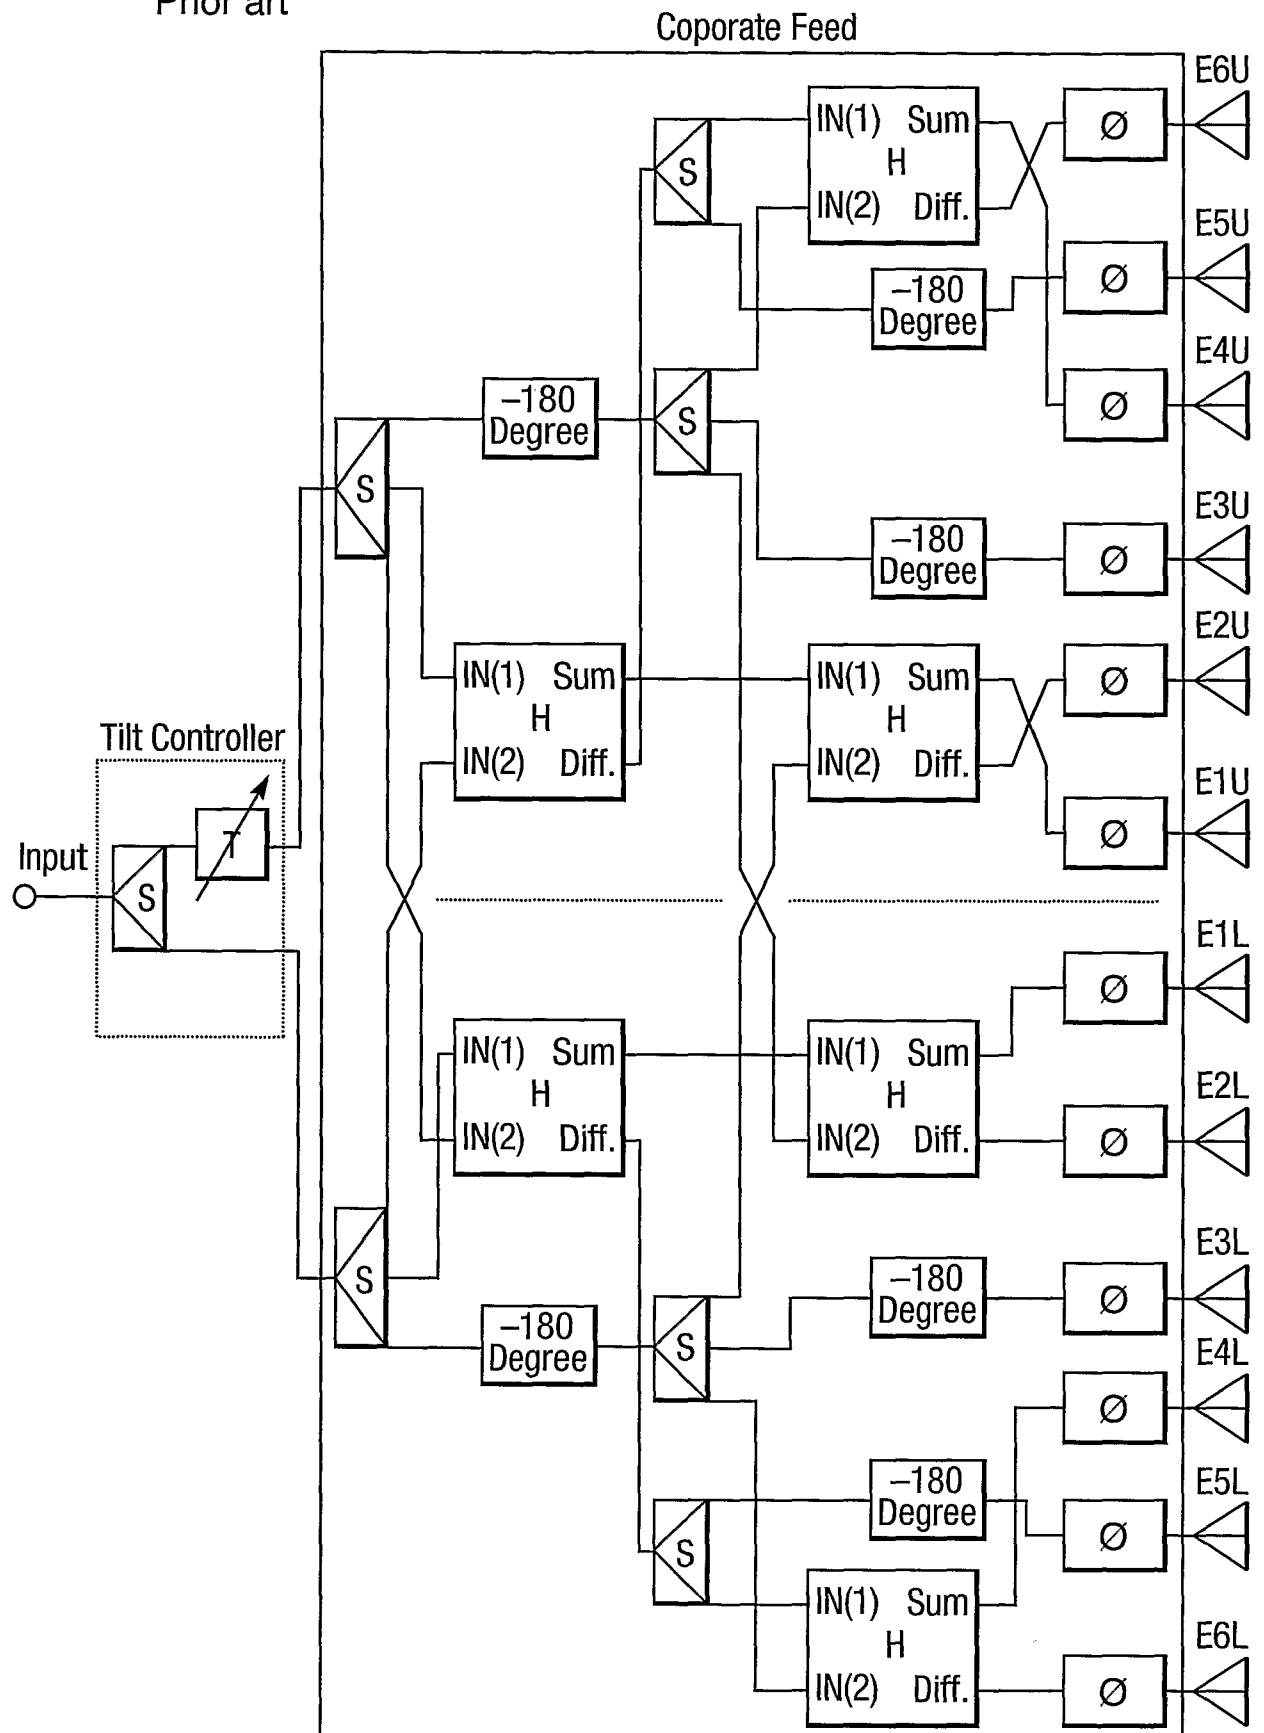 Prior art
Coporate Feed
E6U
IN(1) Sum
Ø
S
H
IN(2) Diff.
E5U
–180
Degree
Ø
E4U
–180
Degree
S
Ø
S
E3U
–180
Degree
Ø
E2U
IN(1) Sum
H
IN(2) Diff.
IN(1) Sum
H
IN(2) Diff.
Ø
Tilt Controller
E1U
T
Ø
Input
S
E1L
Ø
IN(1) Sum
H
IN(2) Diff.
IN(1) Sum
H
IN(2) Diff.
E2L
Ø
S
E3L
–180
Degree
Ø
–180
Degree
S
E4L
Ø
–180
Degree
E5L
Ø
S
IN(1) Sum
H
IN(2) Diff.
E6L
Ø